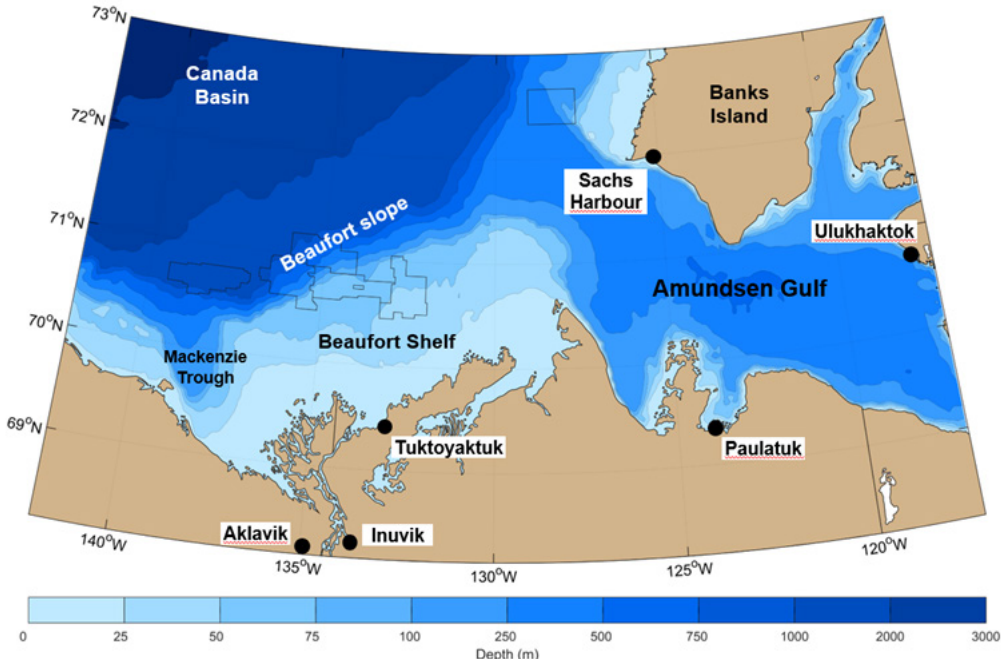 73°N
Canada
Basin
72°N
Banks
Island
Sachs
Harbour
71°N
Beaufort slope
Ulukhaktok
Amundsen Gulf
70°N
Beaufort Shelf
Mackenzie
Trough
69°N
Tuktoyaktuk
Paulatuk
Aklavik
Inuvik
140°W
135°W
130°W
125°W
120°W
0 25 50 75 100 250 500 750 1000 2000 3000
Depth (m)